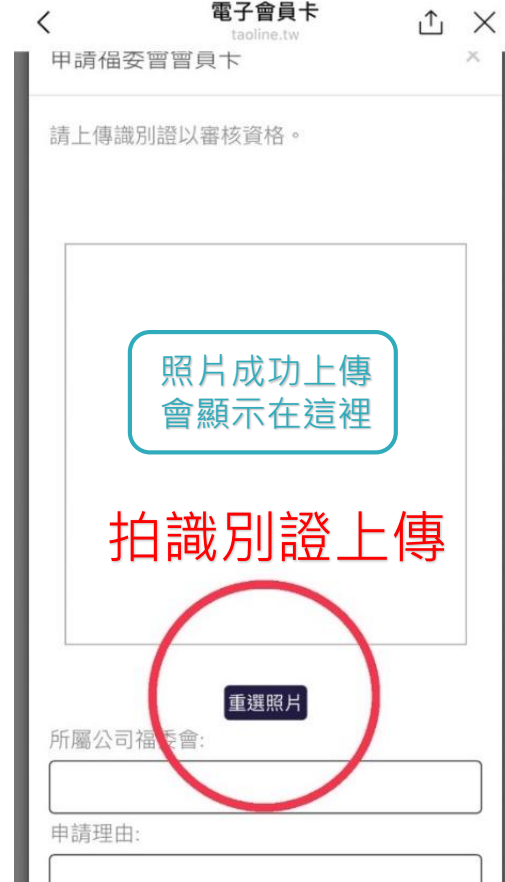 電子會員卡
taoline.tw
申請福委會會員卡
請上傳識別證以審核資格。
照片成功上傳
會顯示在這裡
拍識別證上傳
重選照片
所屬公司福委會:
申請理由: